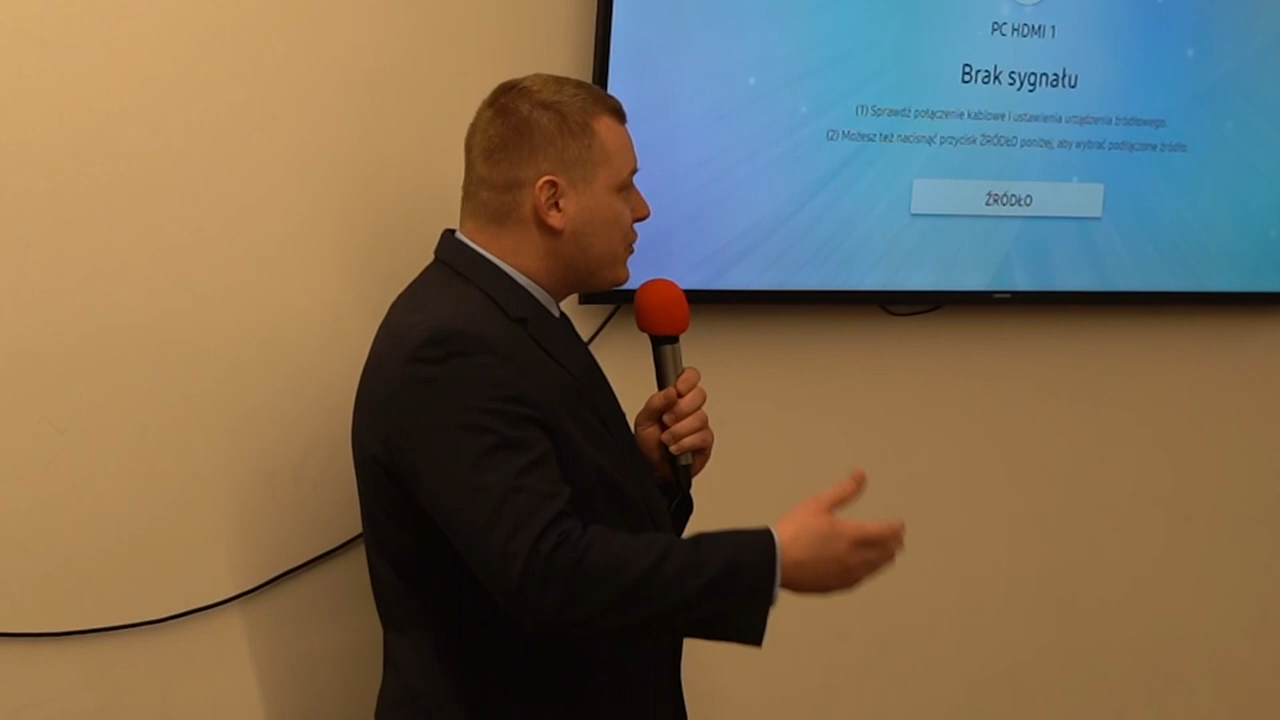 PC HDMI 1
Brak sygnału
(1) Sprawdź połączenie kablowe i ustawienia urządzenia źródłowego.
(2) Możesz też nacisnąć przycisk ŹRÓDŁO poniżej, aby wybrać podłączone źródło.
ŹRÓDŁO